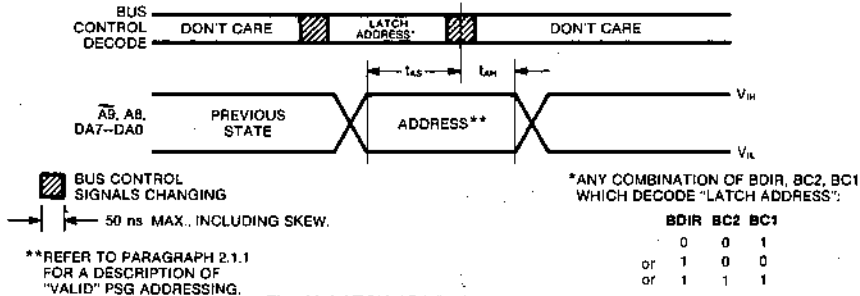 BUS
CONTROL
DECODE
DON'T CARE
LATCH
ADDRESS*
DON'T CARE
tAS
tAH
A9, A8,
DA7--DA0
PREVIOUS
STATE
ADDRESS**
VIH
VIL
BUS CONTROL
SIGNALS CHANGING
50 ns MAX., INCLUDING SKEW.
**REFER TO PARAGRAPH 2.1.1
FOR A DESCRIPTION OF
"VALID" PSG ADDRESSING.
*ANY COMBINATION OF BDIR, BC2, BC1
WHICH DECODE "LATCH ADDRESS":
BDIR BC2 BC1
0 0 1
or 1 0 0
or 1 1 1